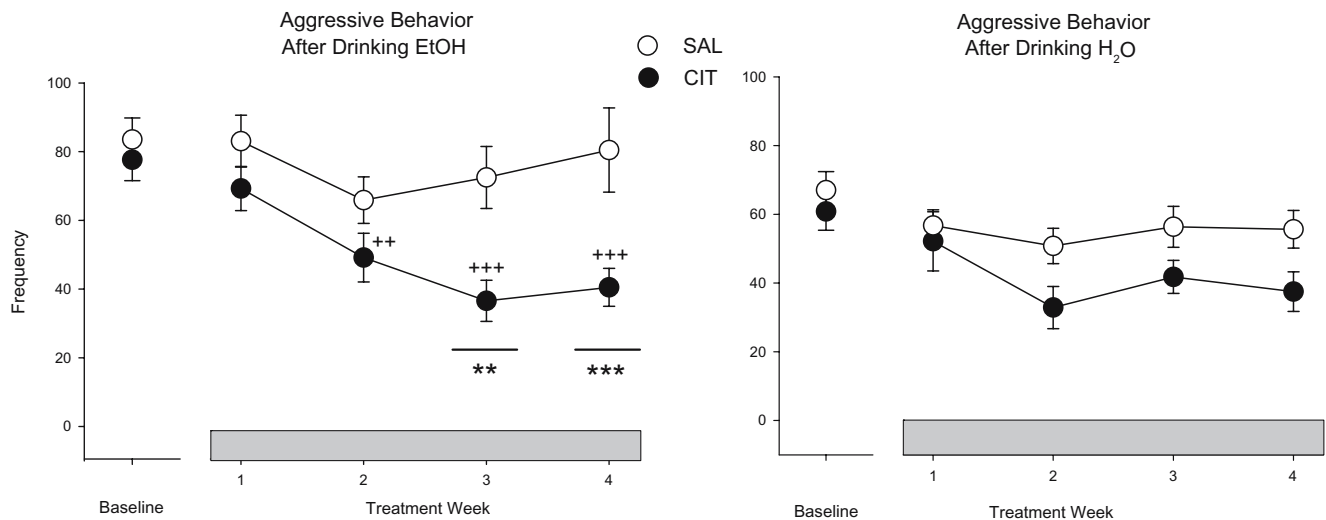 Aggressive Behavior
After Drinking EtOH
SAL
CIT
Frequency
100
80
60
40
20
0
++
+++
+++
**
***
1
2
3
4
Baseline
Treatment Week
Aggressive Behavior
After Drinking H₂O
100
80
60
40
20
0
1
2
3
4
Baseline
Treatment Week